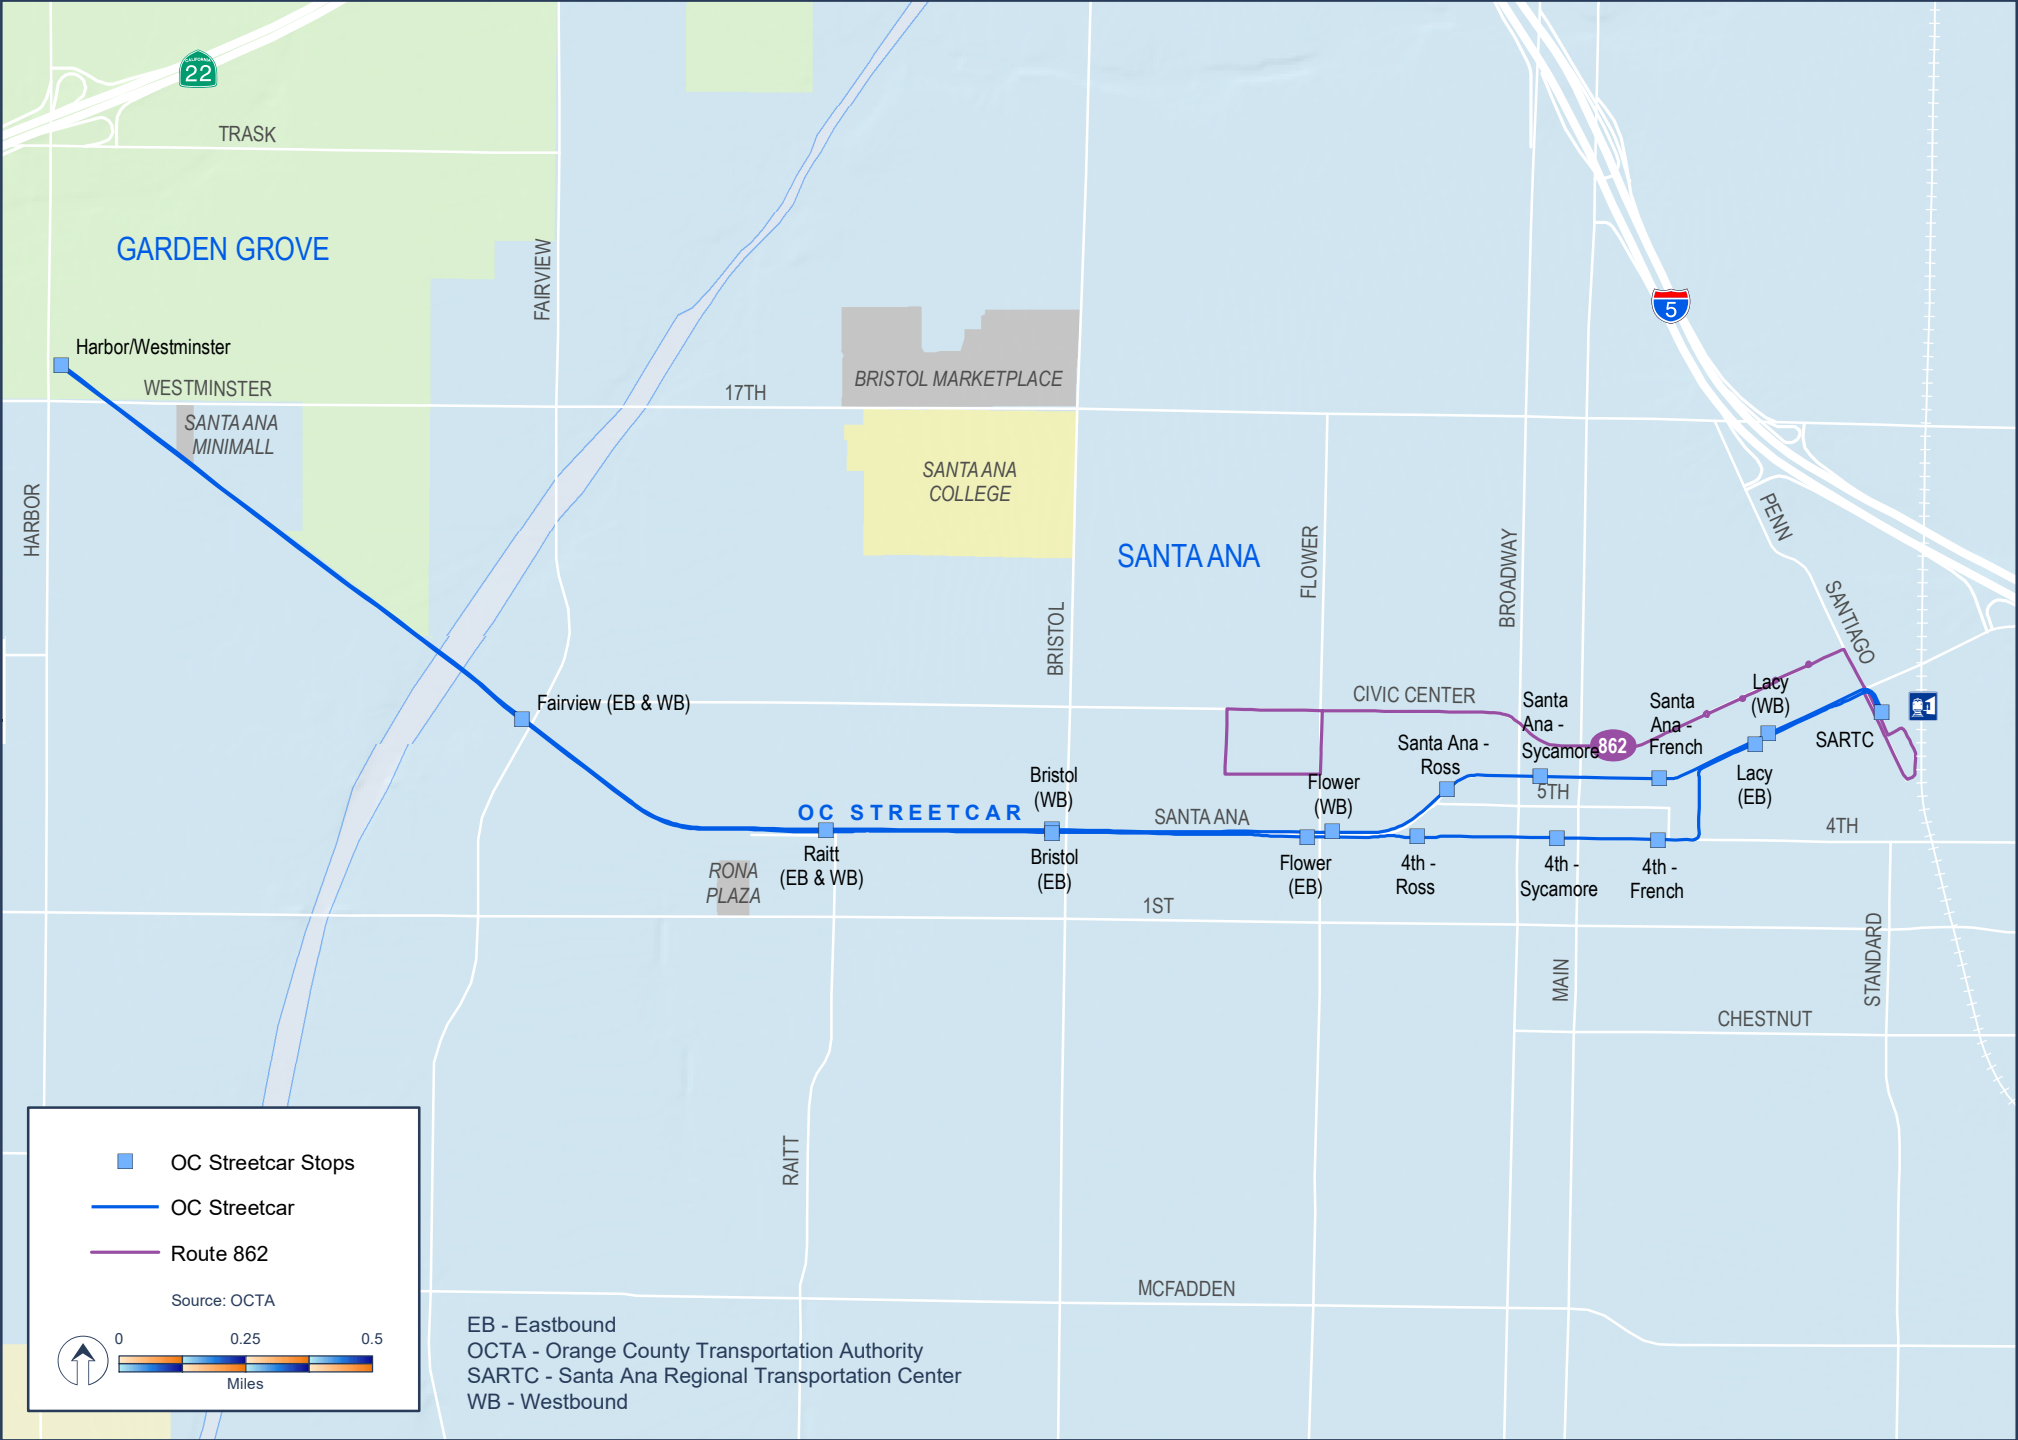 CALIFORNIA
22
TRASK
GARDEN GROVE
FAIRVIEW
5
Harbor/Westminster
WESTMINSTER
17TH
BRISTOL MARKETPLACE
SANTA ANA
MINIMALL
SANTA ANA
COLLEGE
HARBOR
SANTA ANA
FLOWER
BROADWAY
PENN
SANTIAGO
BRISTOL
Fairview (EB & WB)
CIVIC CENTER
Santa
Ana -
Sycamore
862
Santa
Ana -
French
Lacy
(WB)
SARTC
Santa Ana -
Ross
Bristol
(WB)
Flower
(WB)
Lacy
(EB)
5TH
OC STREETCAR
SANTA ANA
4TH
Raitt
(EB & WB)
Bristol
(EB)
Flower
(EB)
4th -
Ross
4th -
Sycamore
4th -
French
RONA
PLAZA
1ST
MAIN
STANDARD
CHESTNUT
RAITT
MCFADDEN
OC Streetcar Stops
OC Streetcar
Route 862
Source: OCTA
0 0.25 0.5
Miles
EB - Eastbound
OCTA - Orange County Transportation Authority
SARTC - Santa Ana Regional Transportation Center
WB - Westbound